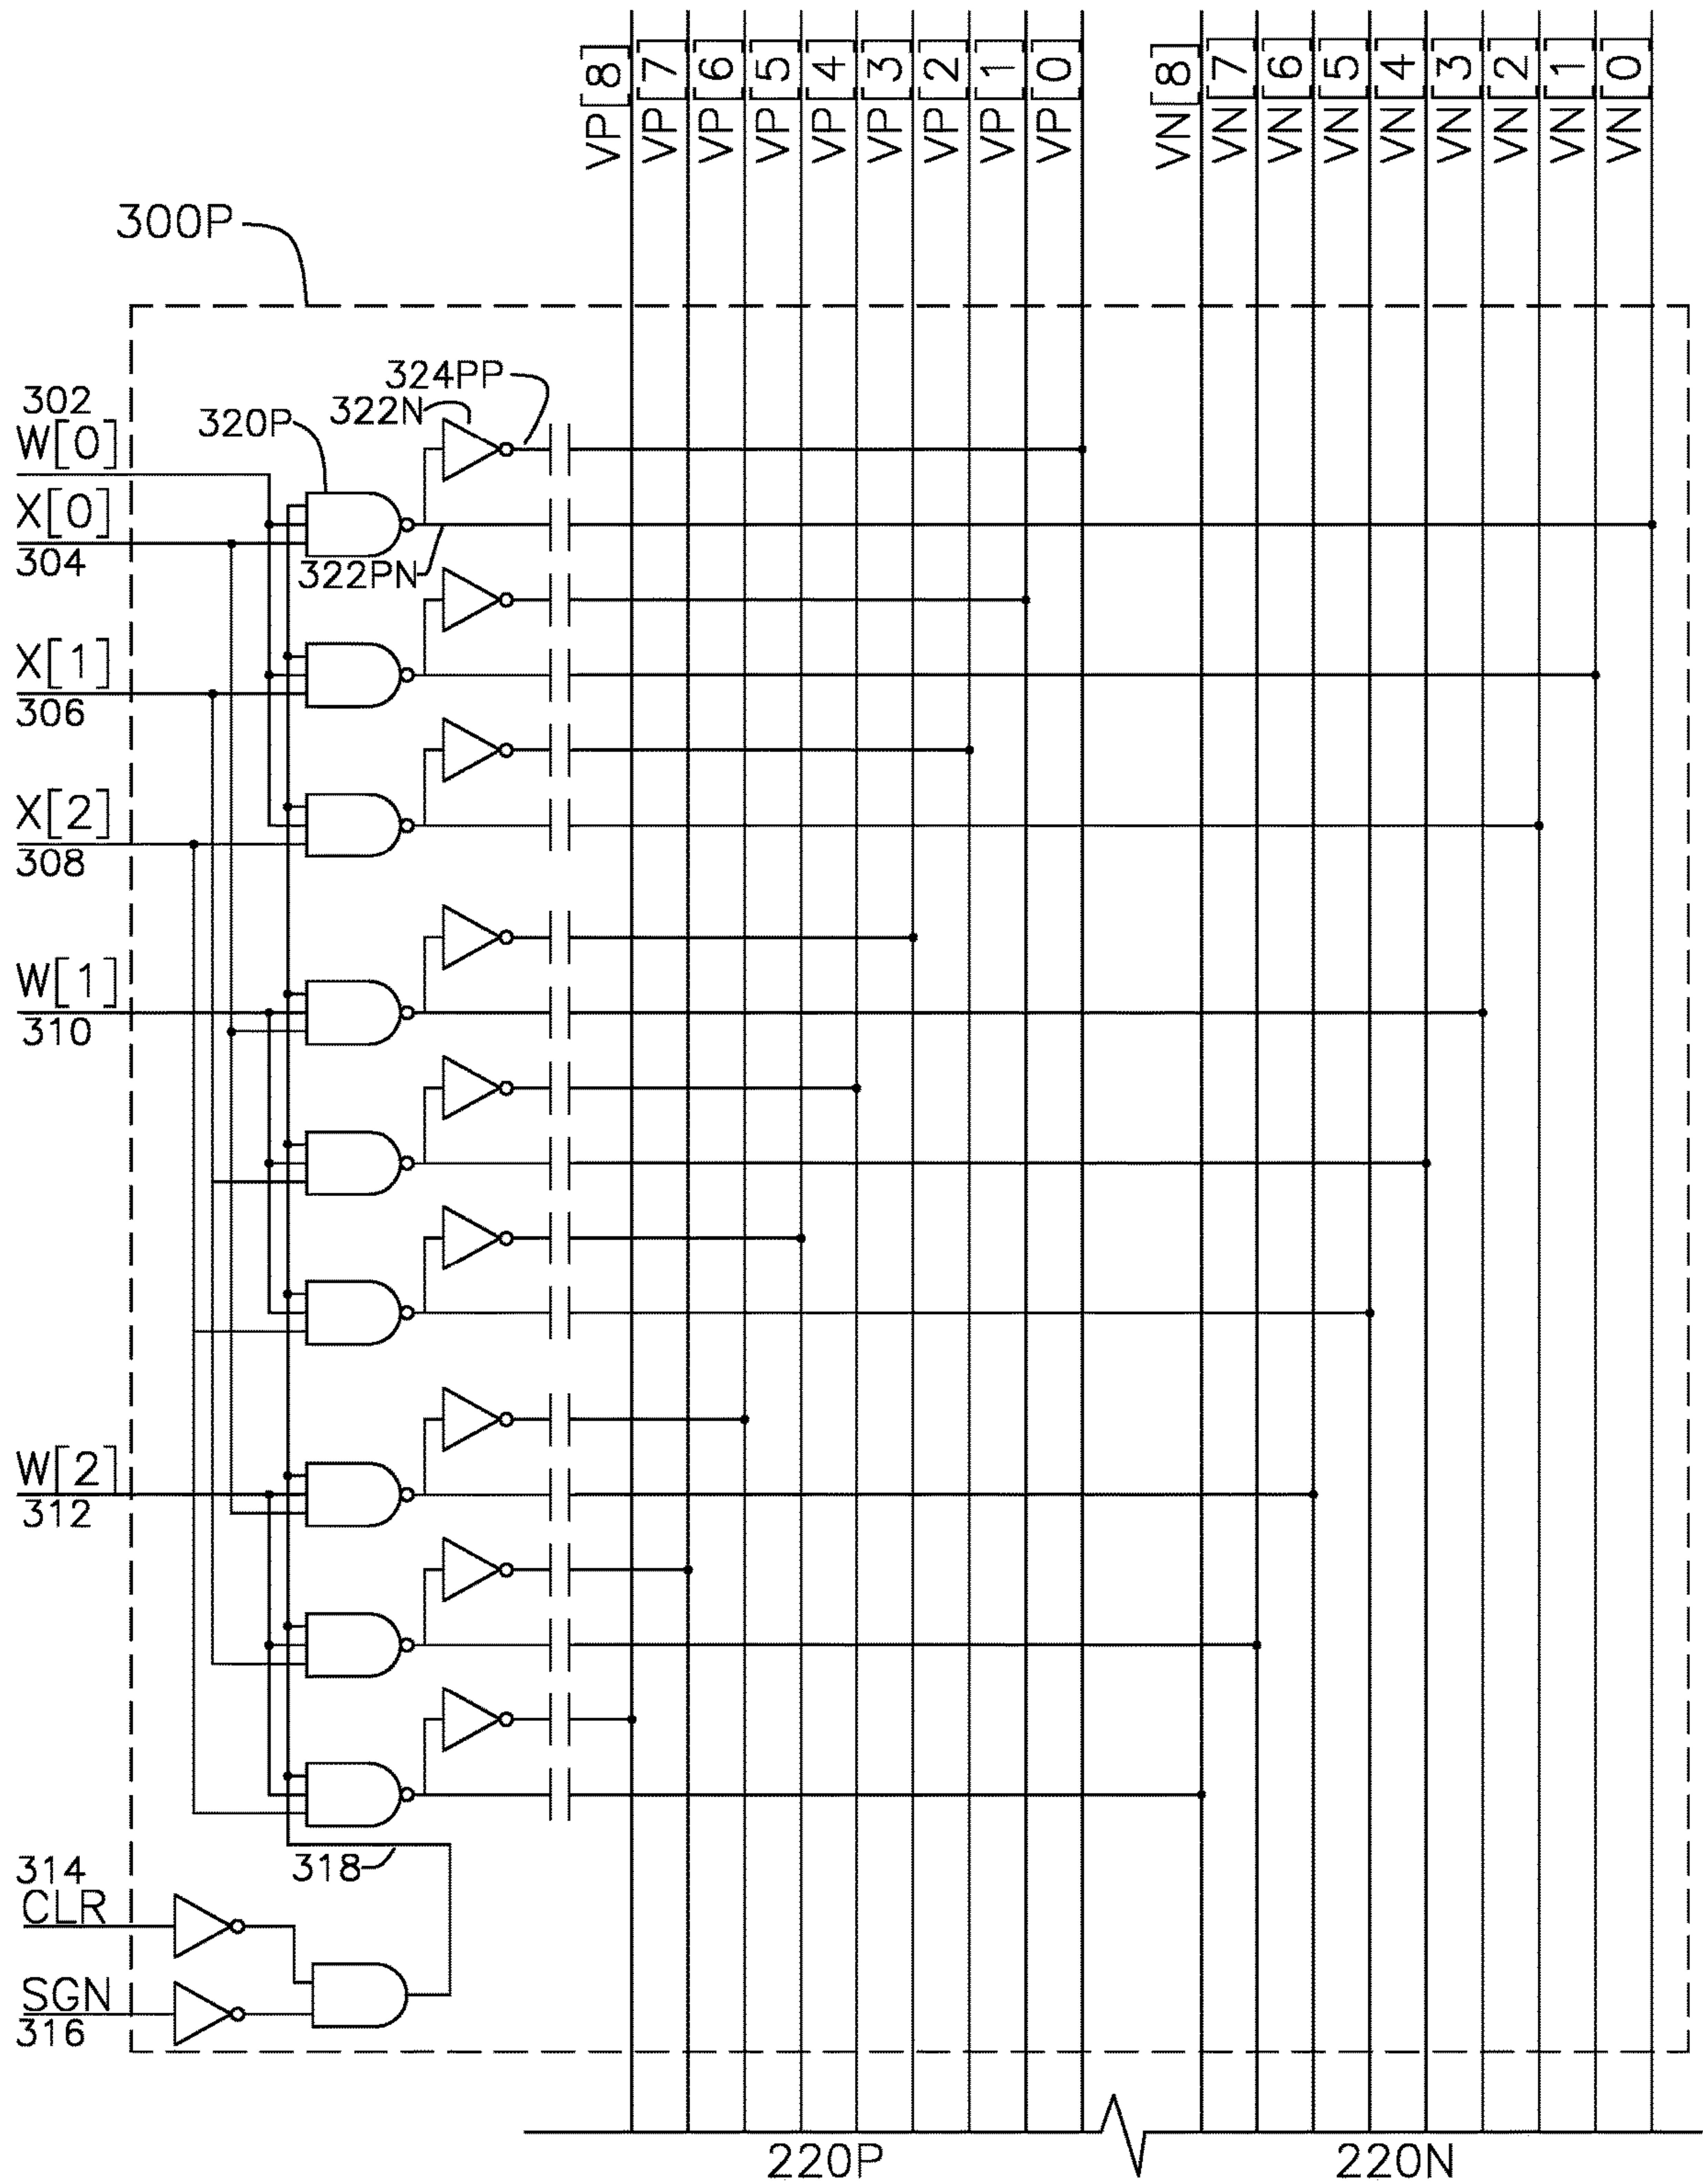 VP[8]
VP[7]
VP[6]
VP[5]
VP[4]
VP[3]
VP[2]
VP[1]
VP[0]
VN[8]
VN[7]
VN[6]
VN[5]
VN[4]
VN[3]
VN[2]
VN[1]
VN[0]
300P
324PP
322N
320P
302
W[0]
X[0]
304
322PN
X[1]
306
X[2]
308
W[1]
310
W[2]
312
318
314
CLR
SGN
316
220P
220N